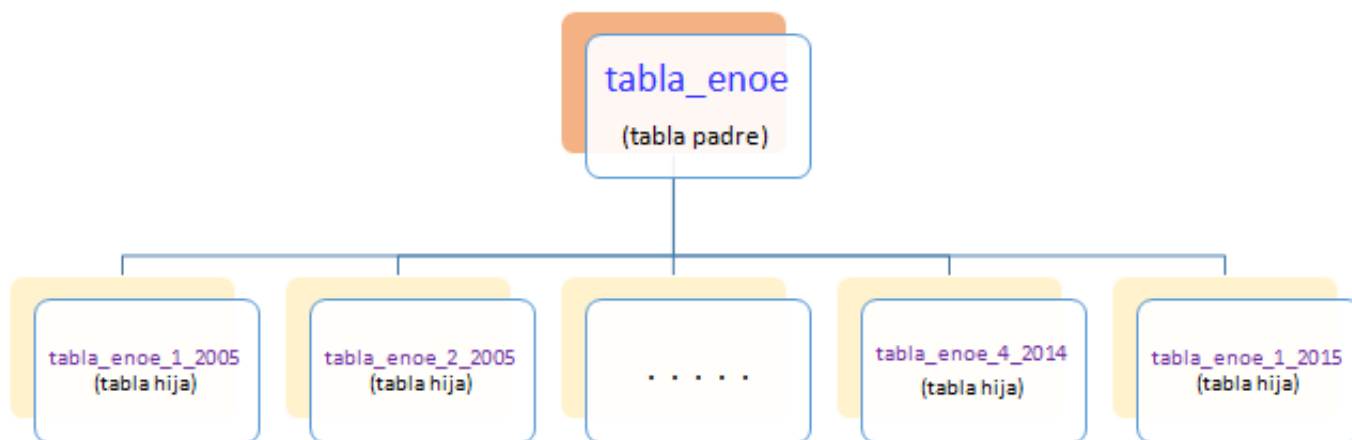 tabla_enoe
(tabla padre)
tabla_enoe_1_2005
(tabla hija)
tabla_enoe_2_2005
(tabla hija)
. . . . .
tabla_enoe_4_2014
(tabla hija)
tabla_enoe_1_2015
(tabla hija)